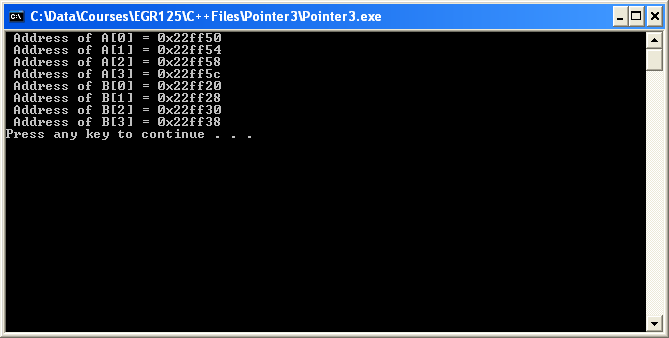 C:\Data\Courses\EGR125\C++Files\Pointer3\Pointer3.exe
Address of A[0] = 0x22ff50
Address of A[1] = 0x22ff54
Address of A[2] = 0x22ff58
Address of A[3] = 0x22ff5c
Address of B[0] = 0x22ff20
Address of B[1] = 0x22ff28
Address of B[2] = 0x22ff30
Address of B[3] = 0x22ff38
Press any key to continue . . .